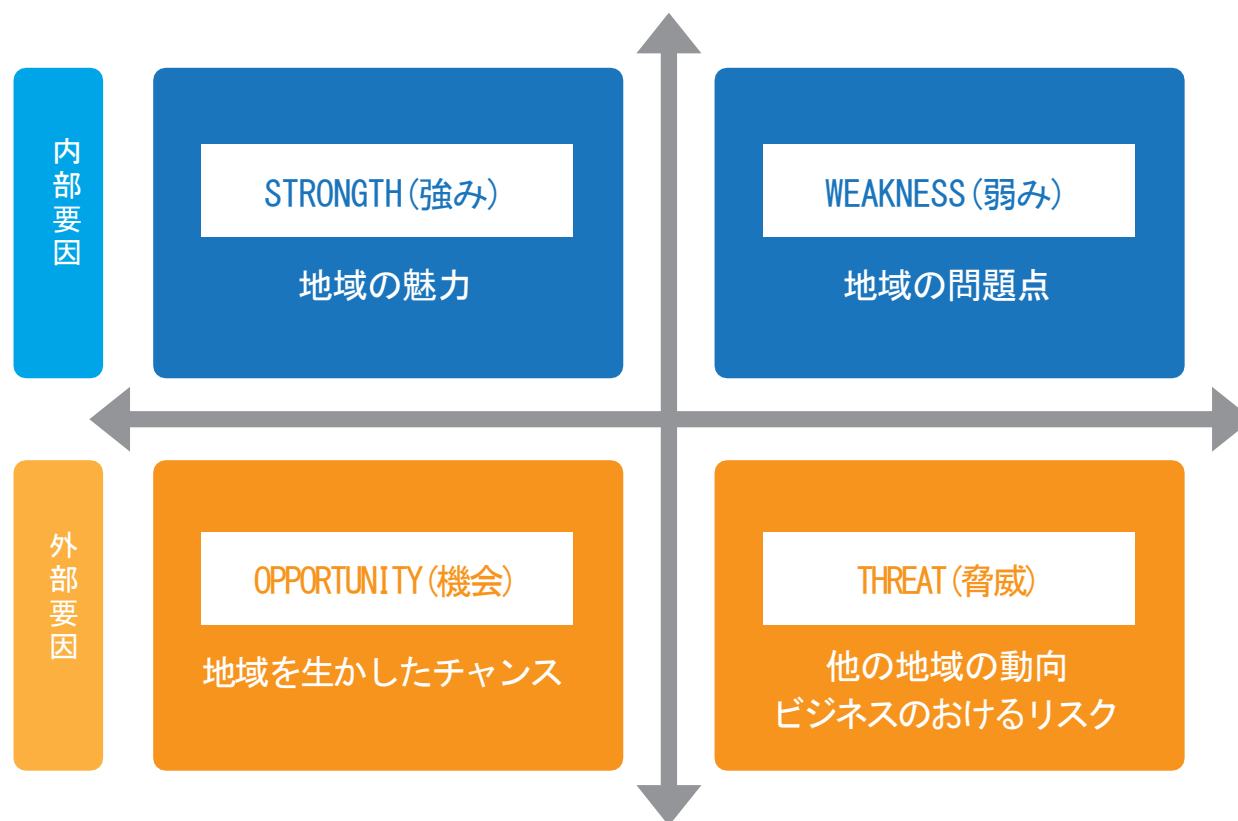 内部要因
STRENGTH(強み)
地域の魅力
WEAKNESS(弱み)
地域の問題点
外部要因
OPPORTUNITY(機会)
地域を生かしたチャンス
THREAT(脅威)
他の地域の動向
ビジネスのおけるリスク